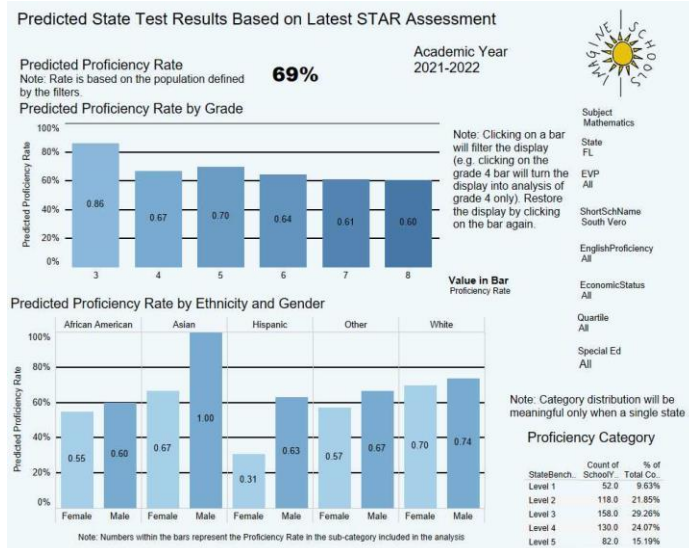 Predicted State Test Results Based on Latest STAR Assessment
Predicted Proficiency Rate
Note: Rate is based on the population defined
by the filters.
69%
Academic Year
2021-2022
IMAGINE SCHOOLS
Predicted Proficiency Rate by Grade
Predicted Proficiency Rate
100%
80%
60%
40%
20%
0%
0.86
0.67
0.70
0.64
0.61
0.60
3
4
5
6
7
8
Note: Clicking on a bar
will filter the display
(e.g. clicking on the
grade 4 bar will turn the
display into analysis of
grade 4 only). Restore
the display by clicking
on the bar again.
Value in Bar
Proficiency Rate
Subject
Mathematics
State
FL
EVP
All
ShortSchName
South Vero
EnglishProficiency
All
EconomicStatus
All
Quartile
All
Special Ed
All
Predicted Proficiency Rate by Ethnicity and Gender
African American
Asian
Hispanic
Other
White
Predicted Proficiency Rate
100%
80%
60%
40%
20%
0%
0.55
0.60
0.67
1.00
0.31
0.63
0.57
0.67
0.70
0.74
Female
Male
Female
Male
Female
Male
Female
Male
Female
Male
Note: Numbers within the bars represent the Proficiency Rate in the sub-category included in the analysis
Note: Category distribution will be
meaningful only when a single state
Proficiency Category
Count of % of
StateBench.. SchoolY.. Total Co..
Level 1 52.0 9.63%
Level 2 118.0 21.85%
Level 3 158.0 29.26%
Level 4 130.0 24.07%
Level 5 82.0 15.19%